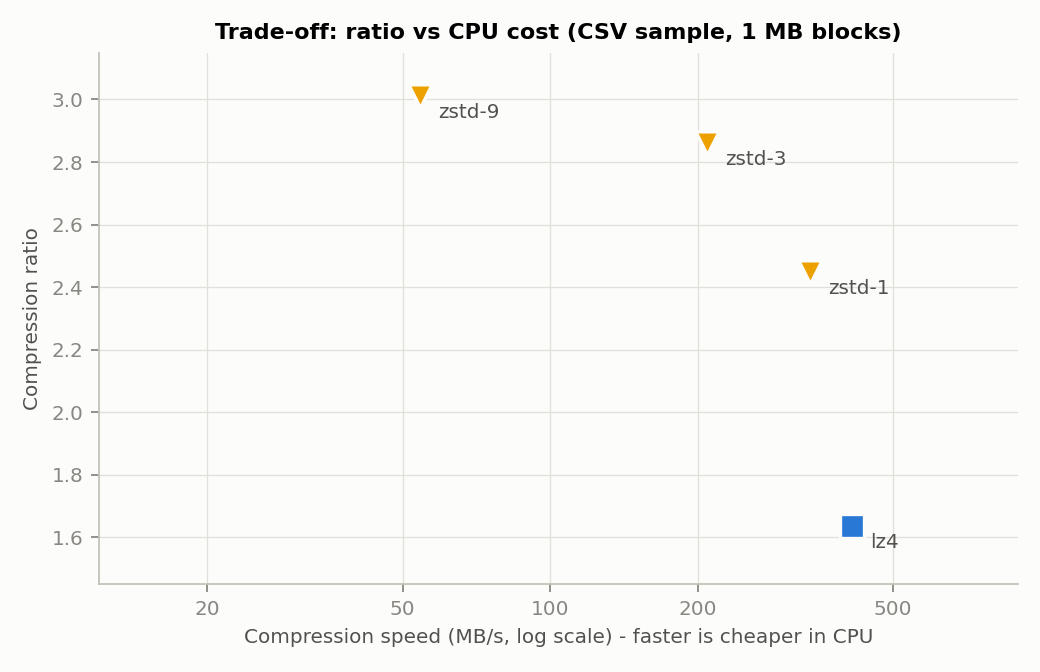 Trade-off: ratio vs CPU cost (CSV sample, 1 MB blocks)
Compression ratio
3.0
2.8
2.6
2.4
2.2
2.0
1.8
1.6
zstd-9
zstd-3
zstd-1
lz4
20 50 100 200 500
Compression speed (MB/s, log scale) - faster is cheaper in CPU